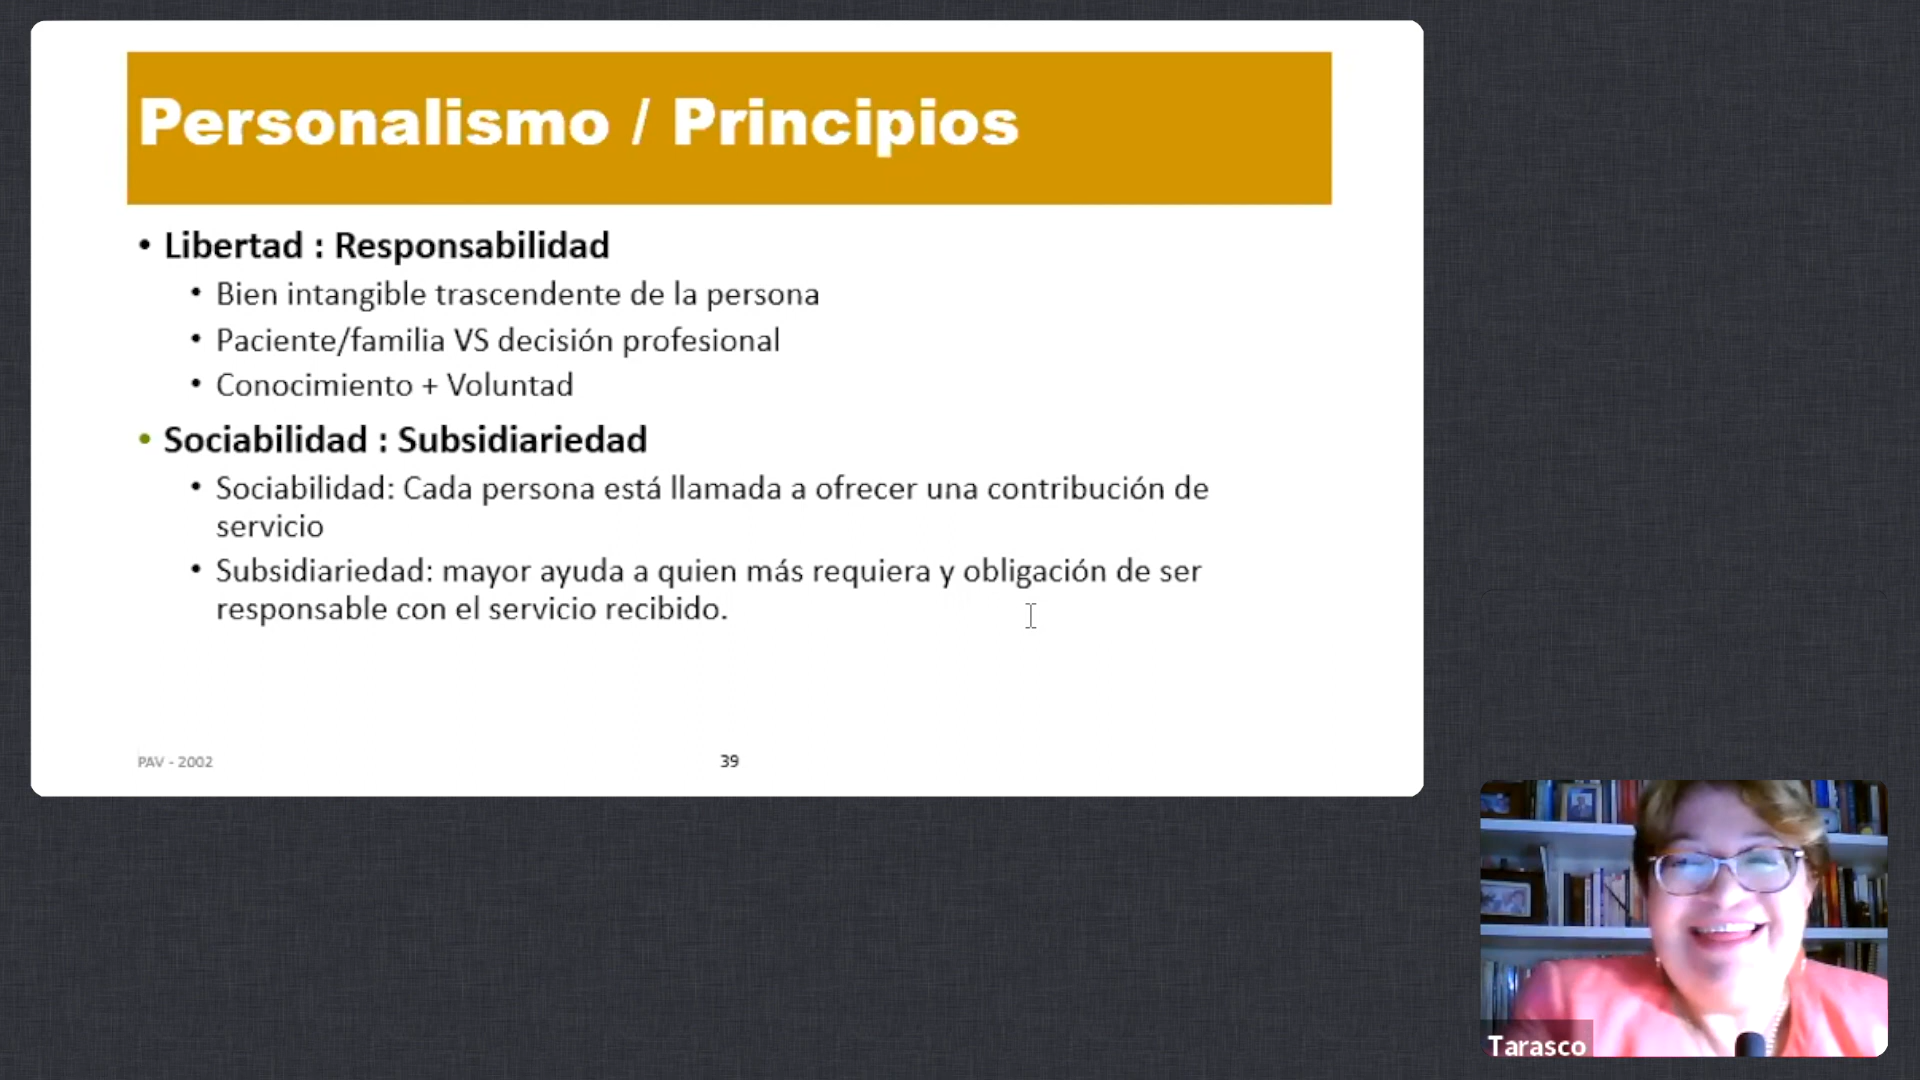 Personalismo / Principios
• Libertad : Responsabilidad
• Bien intangible trascendente de la persona
• Paciente/familia VS decisión profesional
• Conocimiento + Voluntad
• Sociabilidad : Subsidiariedad
• Sociabilidad: Cada persona está llamada a ofrecer una contribución de
servicio
• Subsidiariedad: mayor ayuda a quien más requiera y obligación de ser
responsable con el servicio recibido.
PAV - 2002
39
Tarasco